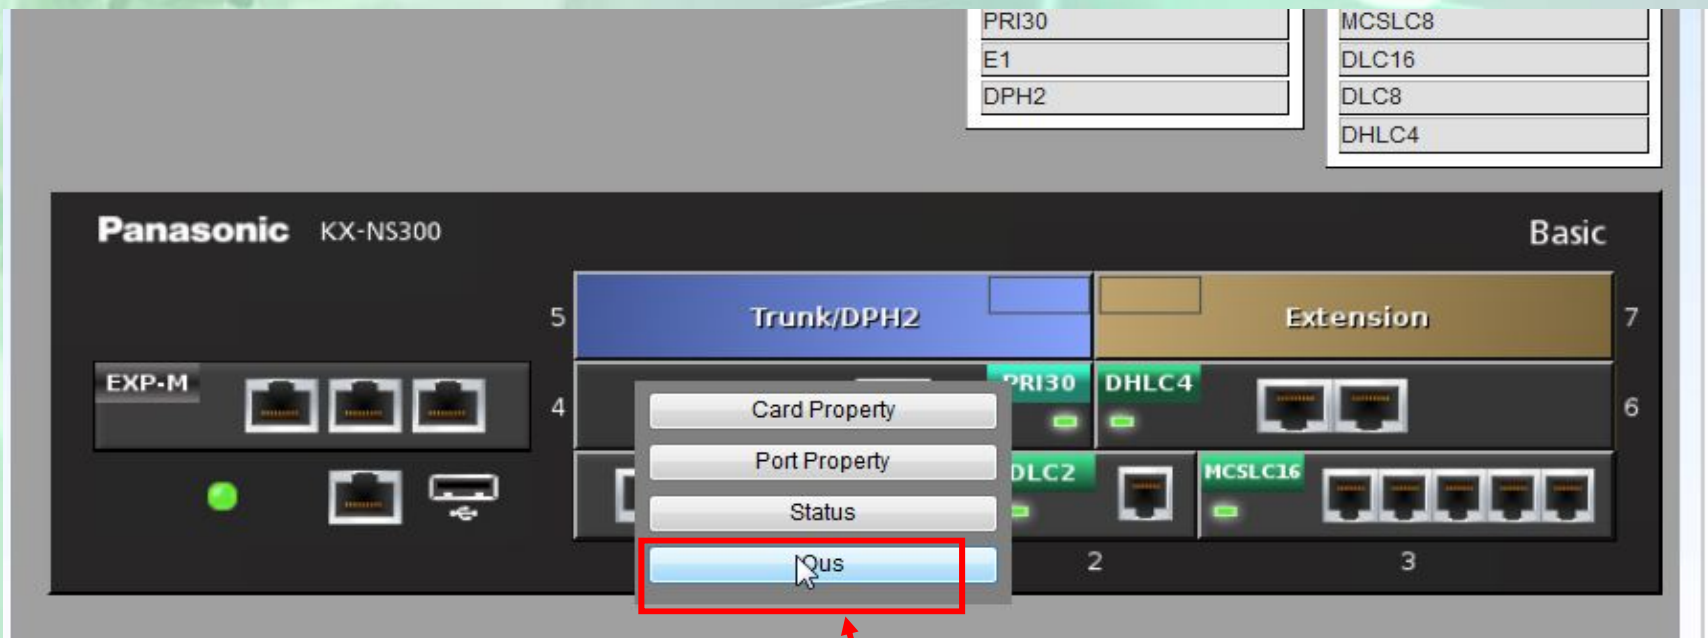 PRI30
E1
DPH2
MCSLC8
DLC16
DLC8
DHLC4
Panasonic KX-NS300
Basic
5 Trunk/DPH2 Extension 7
EXP-M
4 PRI30 DHLC4 6
Card Property
Port Property
Status
Ous
DLC2 MCSLC16
2 3